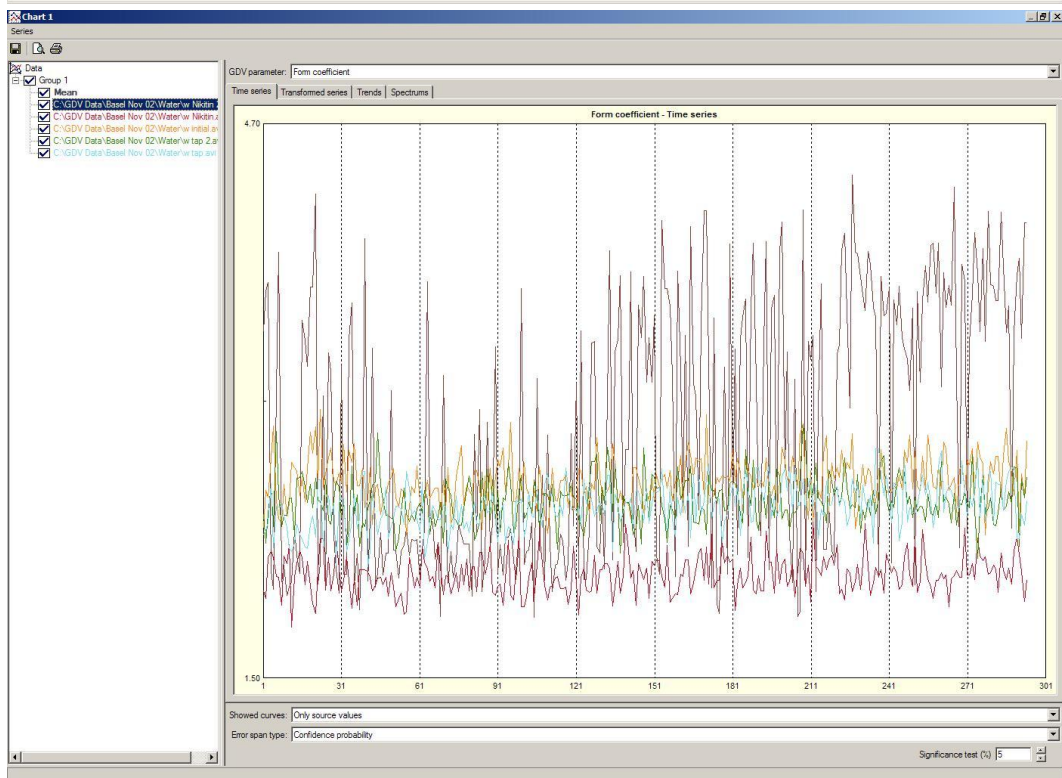 Chart 1
Series
Data
Group 1
Mean
C:\GDV Data\Basel Nov 02\Water\w Nikitin 2
C:\GDV Data\Basel Nov 02\Water\w Nikitin.a
C:\GDV Data\Basel Nov 02\Water\w initial.av
C:\GDV Data\Basel Nov 02\Water\w tap 2.av
C:\GDV Data\Basel Nov 02\Water\w tap.avi
GDV parameter: Form coefficient
Time series Transformed series Trends Spectrums
Form coefficient - Time series
4.70
1.50
1 31 61 91 121 151 181 211 241 271 301
Showed curves: Only source values
Error span type: Confidence probability
Significance test (%) 5